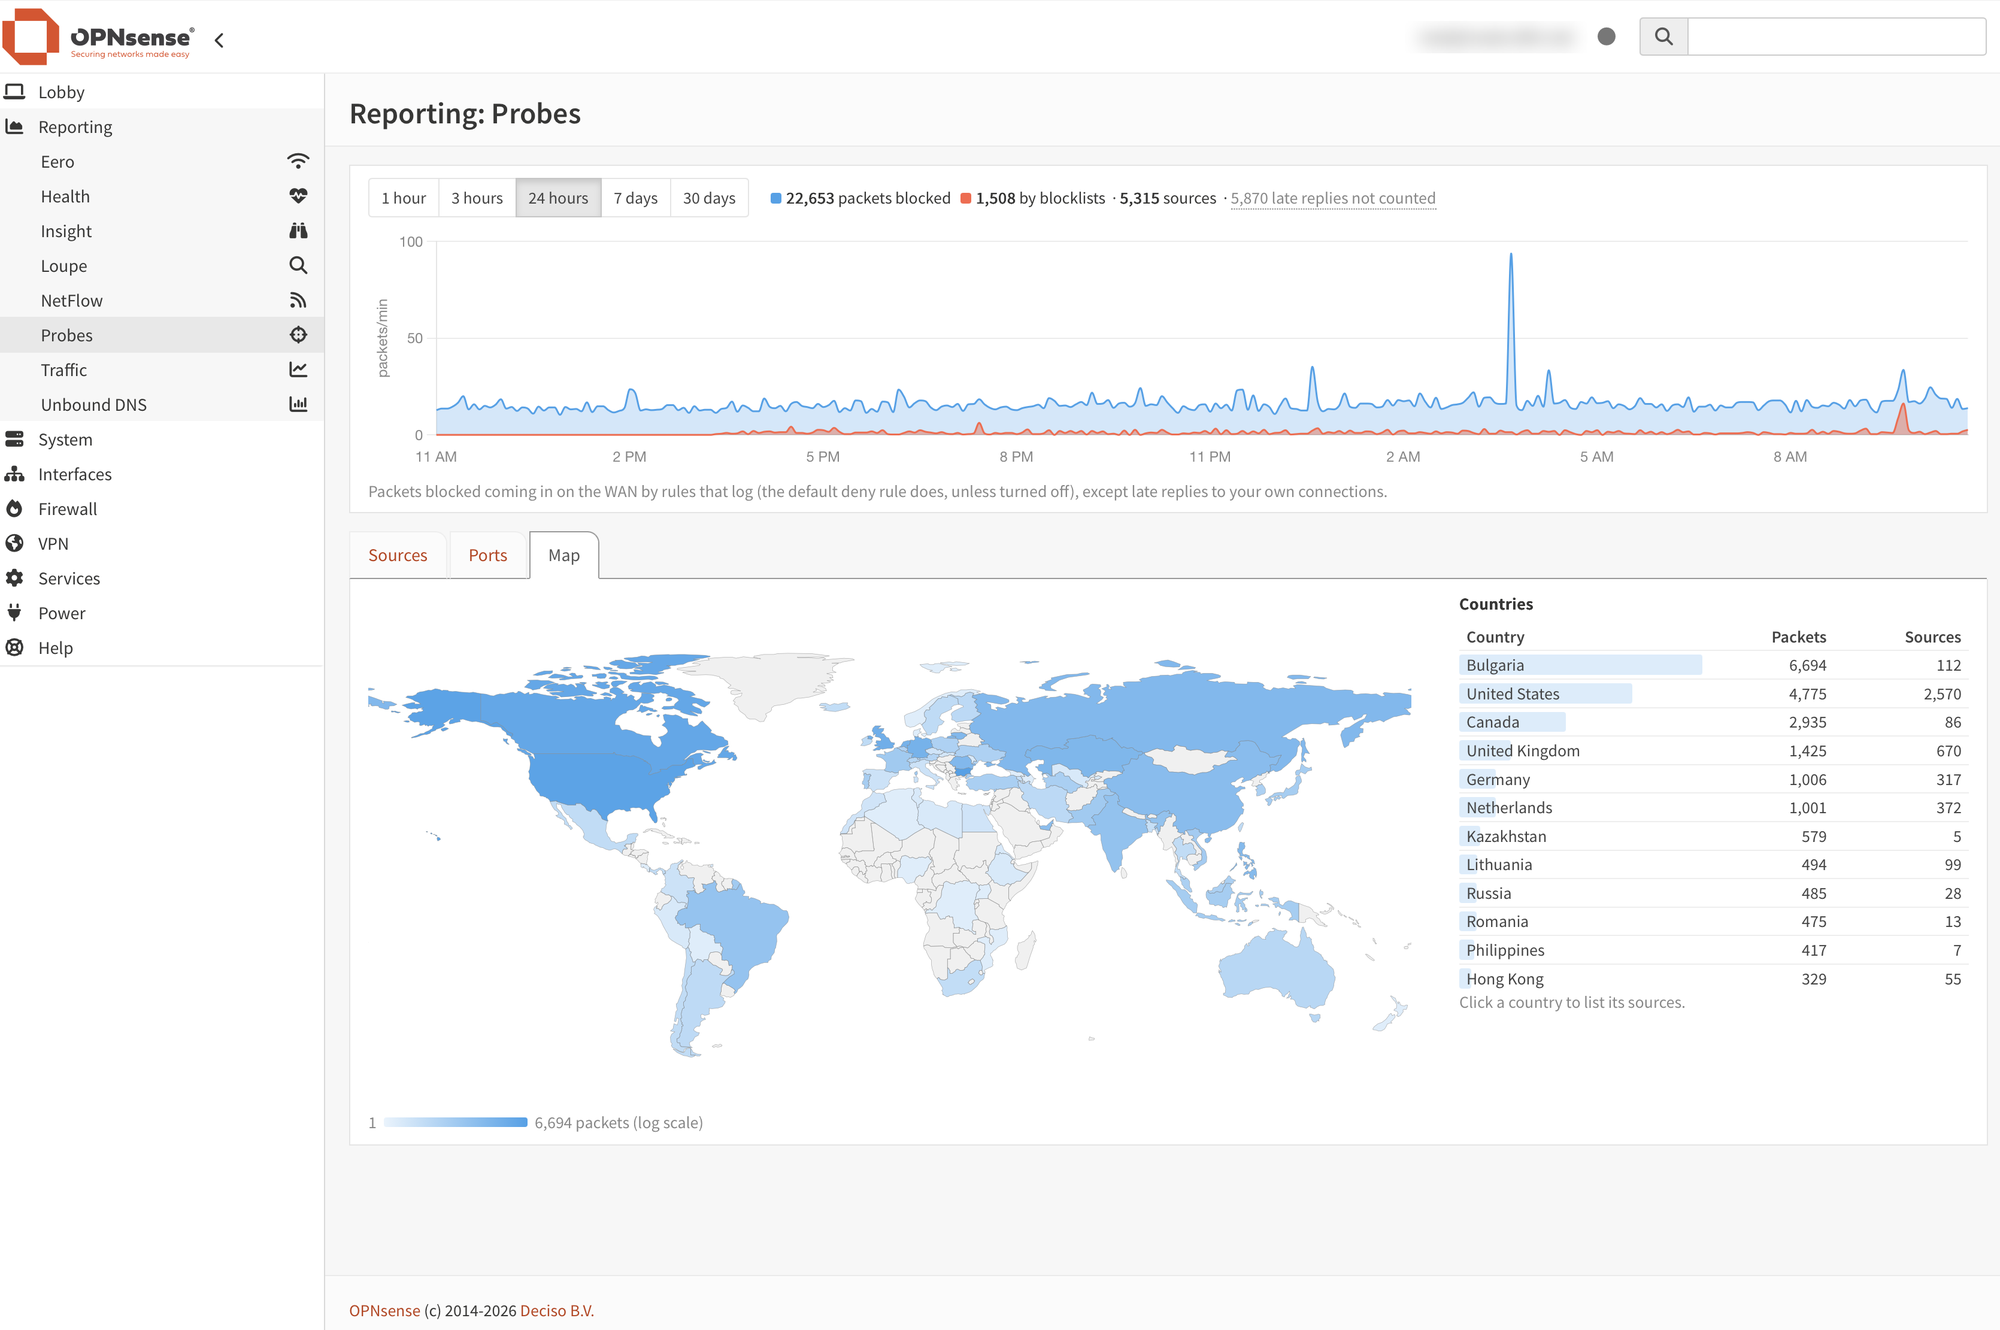 OPNsense®
Securing networks made easy
Lobby
Reporting
Eero
Health
Insight
Loupe
NetFlow
Probes
Traffic
Unbound DNS
System
Interfaces
Firewall
VPN
Services
Power
Help
Reporting: Probes
1 hour 3 hours 24 hours 7 days 30 days 22,653 packets blocked 1,508 by blocklists · 5,315 sources · 5,870 late replies not counted
packets/min
100
50
0
11 AM 2 PM 5 PM 8 PM 11 PM 2 AM 5 AM 8 AM
Packets blocked coming in on the WAN by rules that log (the default deny rule does, unless turned off), except late replies to your own connections.
Sources Ports Map
Countries
Country Packets Sources
Bulgaria 6,694 112
United States 4,775 2,570
Canada 2,935 86
United Kingdom 1,425 670
Germany 1,006 317
Netherlands 1,001 372
Kazakhstan 579 5
Lithuania 494 99
Russia 485 28
Romania 475 13
Philippines 417 7
Hong Kong 329 55
Click a country to list its sources.
1 6,694 packets (log scale)
OPNsense (c) 2014-2026 Deciso B.V.